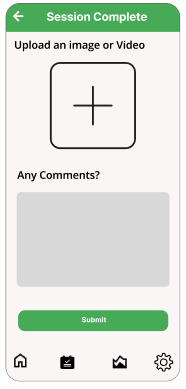 Session Complete
Upload an image or Video
Any Comments?
Submit